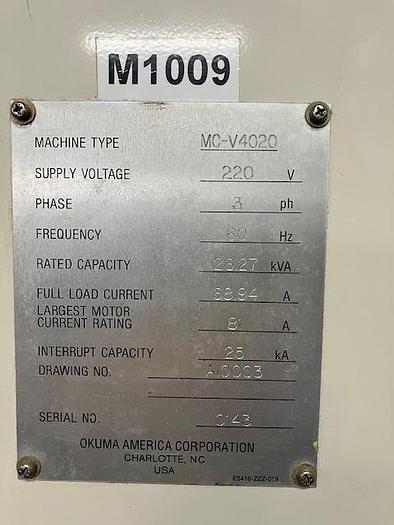 M1009
MACHINE TYPE MC-V4020
SUPPLY VOLTAGE 220 V
PHASE 3 ph
FREQUENCY 60 Hz
RATED CAPACITY 26.27 kVA
FULL LOAD CURRENT 68.94 A
LARGEST MOTOR
CURRENT RATING 81 A
INTERRUPT CAPACITY 25 kA
DRAWING NO. A10003
SERIAL NO. 0143
OKUMA AMERICA CORPORATION
CHARLOTTE, NC
USA
E5410-ZZZ-019